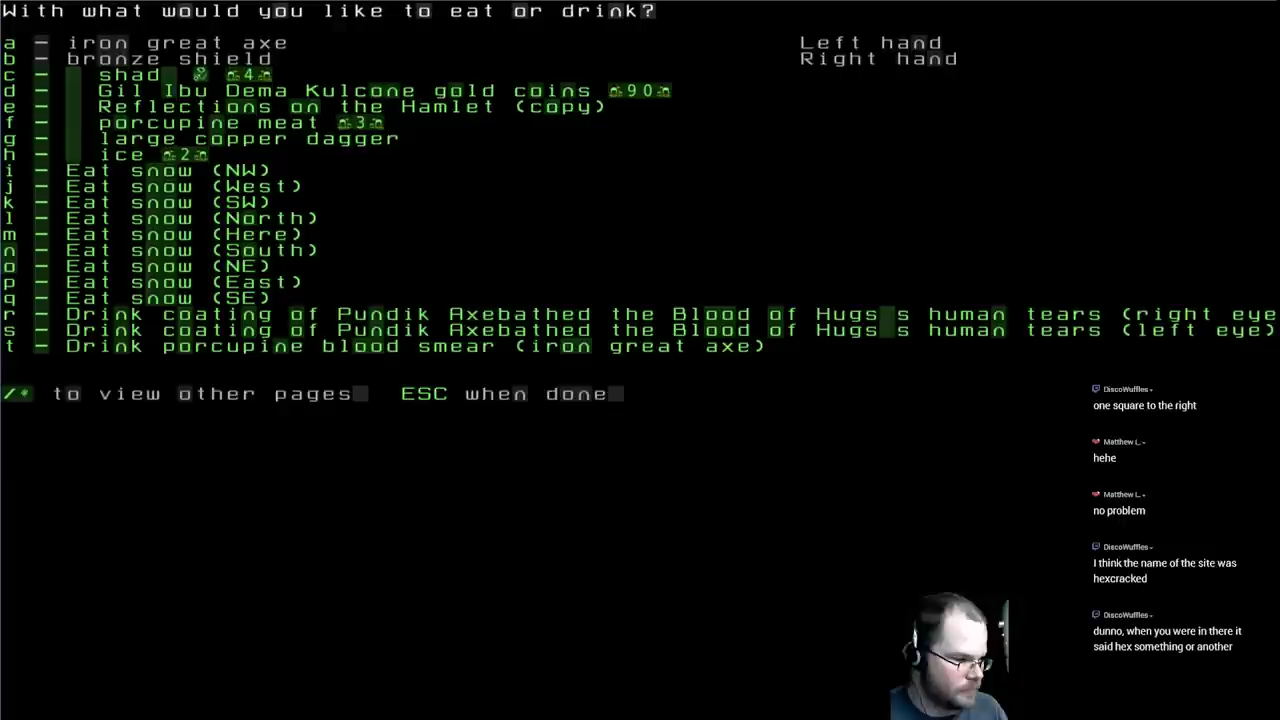 With what would you like to eat or drink?
a - iron great axe Left hand
b - bronze shield Right hand
c - shad 4
d - Gil Ibu Dema Kulcone gold coins 90
e - Reflections on the Hamlet (copy)
f - porcupine meat 3
g - large copper dagger
h - ice 2
i - Eat snow (NW)
j - Eat snow (West)
k - Eat snow (SW)
l - Eat snow (North)
m - Eat snow (Here)
n - Eat snow (South)
o - Eat snow (NE)
p - Eat snow (East)
q - Eat snow (SE)
r - Drink coating of Pundik Axebathed the Blood of Hugs s human tears (right eye
s - Drink coating of Pundik Axebathed the Blood of Hugs s human tears (left eye)
t - Drink porcupine blood smear (iron great axe)
/* to view other pages ESC when done
DiscoWuffles
one square to the right
Matthew L.
hehe
Matthew L.
no problem
DiscoWuffles
I think the name of the site was
hexcracked
DiscoWuffles
dunno, when you were in there it
said hex something or another